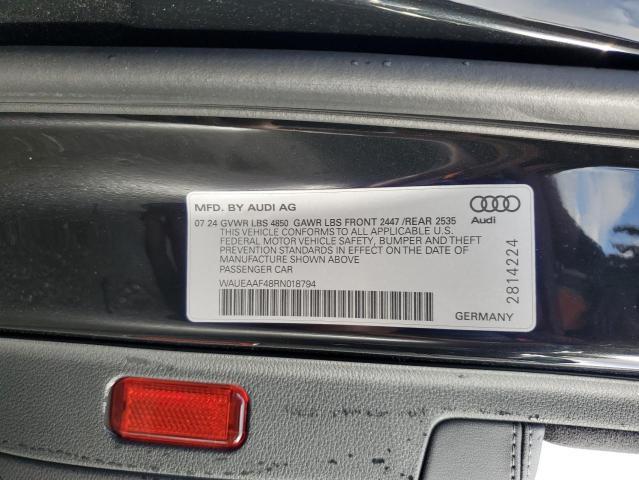 MFD. BY AUDI AG
07 24 GVWR LBS 4850 GAWR LBS FRONT 2447 /REAR 2535
THIS VEHICLE CONFORMS TO ALL APPLICABLE U.S.
FEDERAL MOTOR VEHICLE SAFETY, BUMPER AND THEFT
PREVENTION STANDARDS IN EFFECT ON THE DATE OF
MANUFACTURE SHOWN ABOVE
PASSENGER CAR
WAUEAAF48RN018794
Audi
2814224
GERMANY